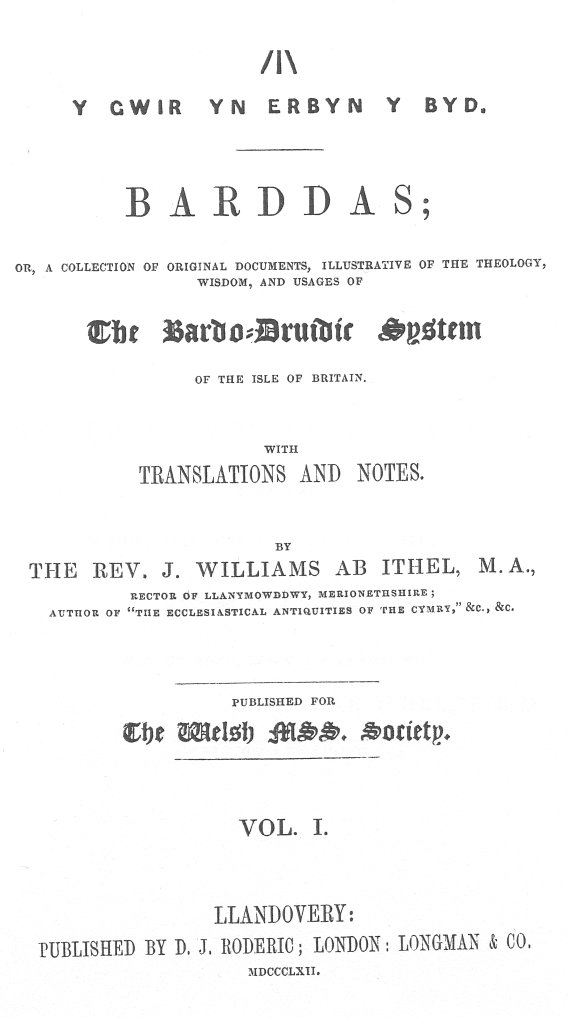 /|\
Y GWIR YN ERBYN Y BYD.
BARDDAS;
OR, A COLLECTION OF ORIGINAL DOCUMENTS, ILLUSTRATIVE OF THE THEOLOGY,
WISDOM, AND USAGES OF
The Bardo-Druidic System
OF THE ISLE OF BRITAIN.
WITH
TRANSLATIONS AND NOTES.
BY
THE REV. J. WILLIAMS AB ITHEL, M.A.,
RECTOR OF LLANYMOWDDWY, MERIONETHSHIRE;
AUTHOR OF "THE ECCLESIASTICAL ANTIQUITIES OF THE CYMRY," &c., &c.
PUBLISHED FOR
The Welsh MSS. Society.
VOL. I.
LLANDOVERY:
PUBLISHED BY D. J. RODERIC; LONDON: LONGMAN & CO.
MDCCCLXII.